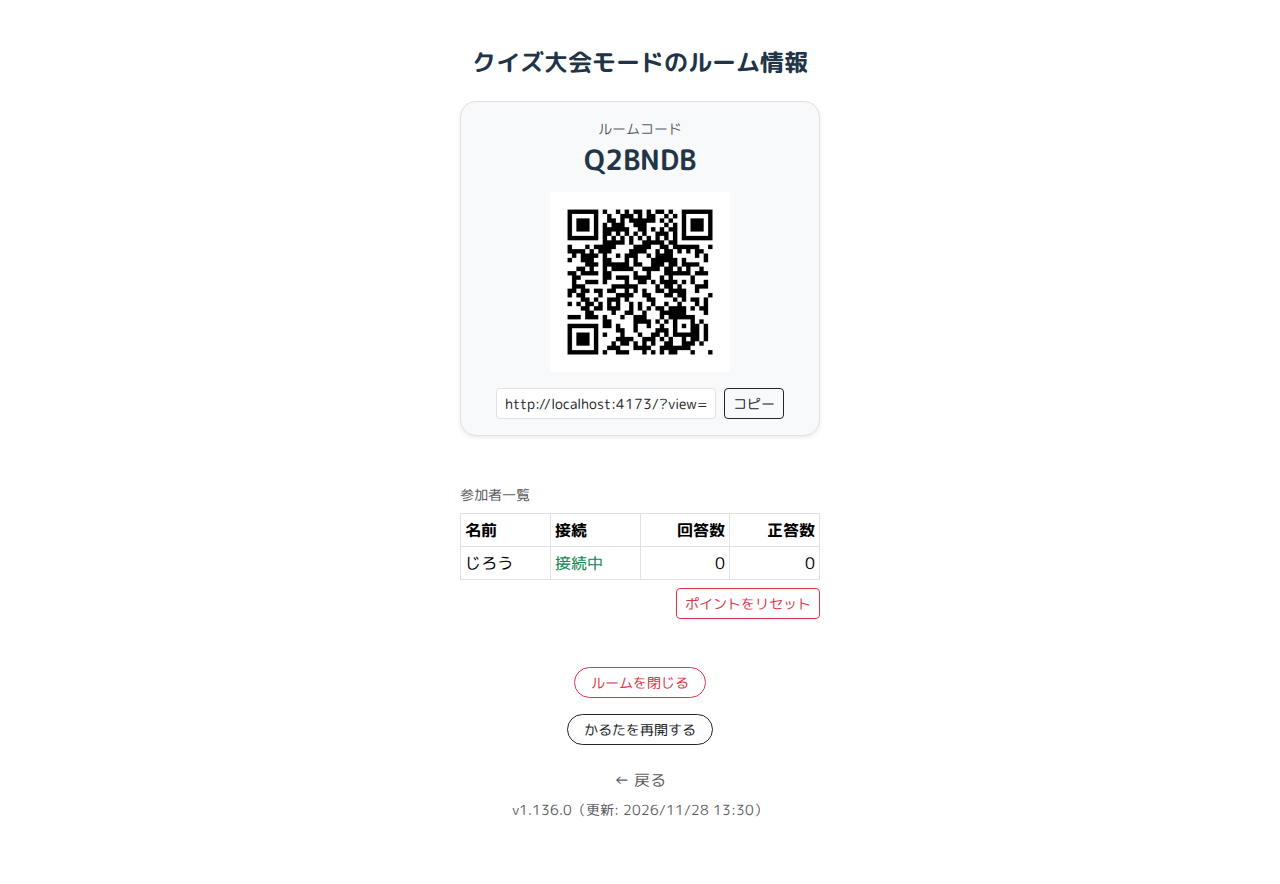 クイズ大会モードのルーム情報
ルームコード
Q2BNDB
http://localhost:4173/?view=
コピー
参加者一覧
名前 接続 回答数 正答数
じろう 接続中 0 0
ポイントをリセット
ルームを閉じる
かるたを再開する
← 戻る
v1.136.0（更新: 2026/11/28 13:30）